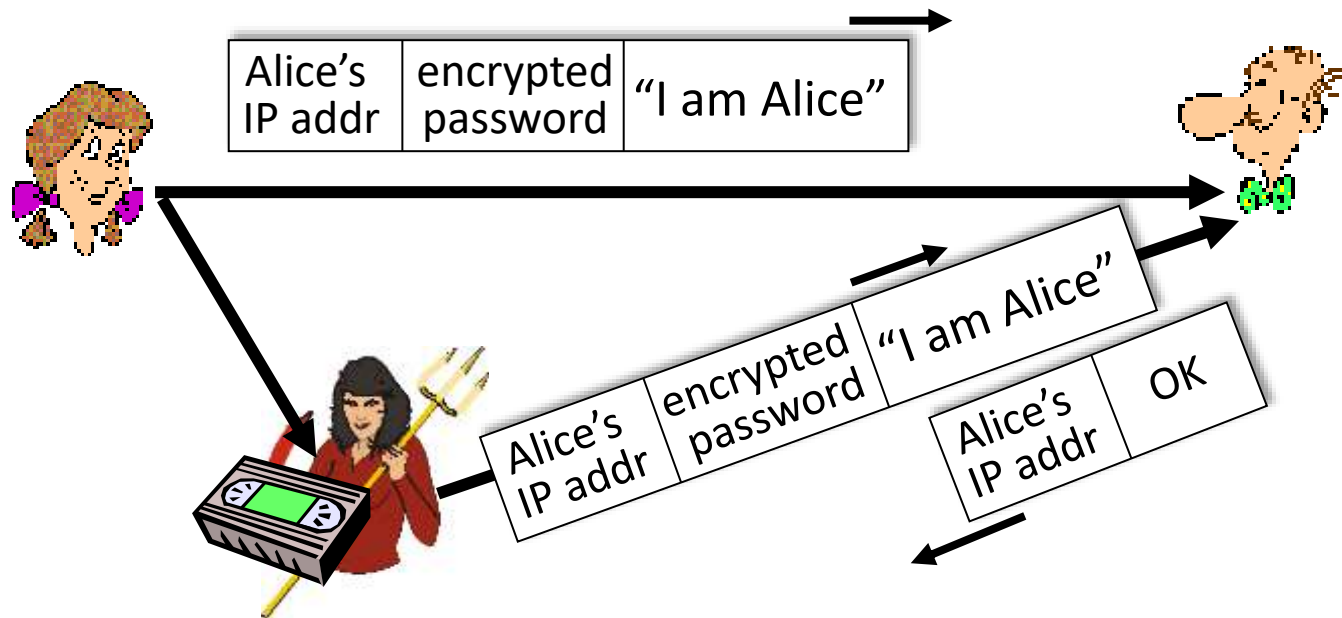 Alice’s
IP addr
encrypted
password
“I am Alice”
Alice’s
IP addr
encrypted
password
“I am Alice”
Alice’s
IP addr
OK